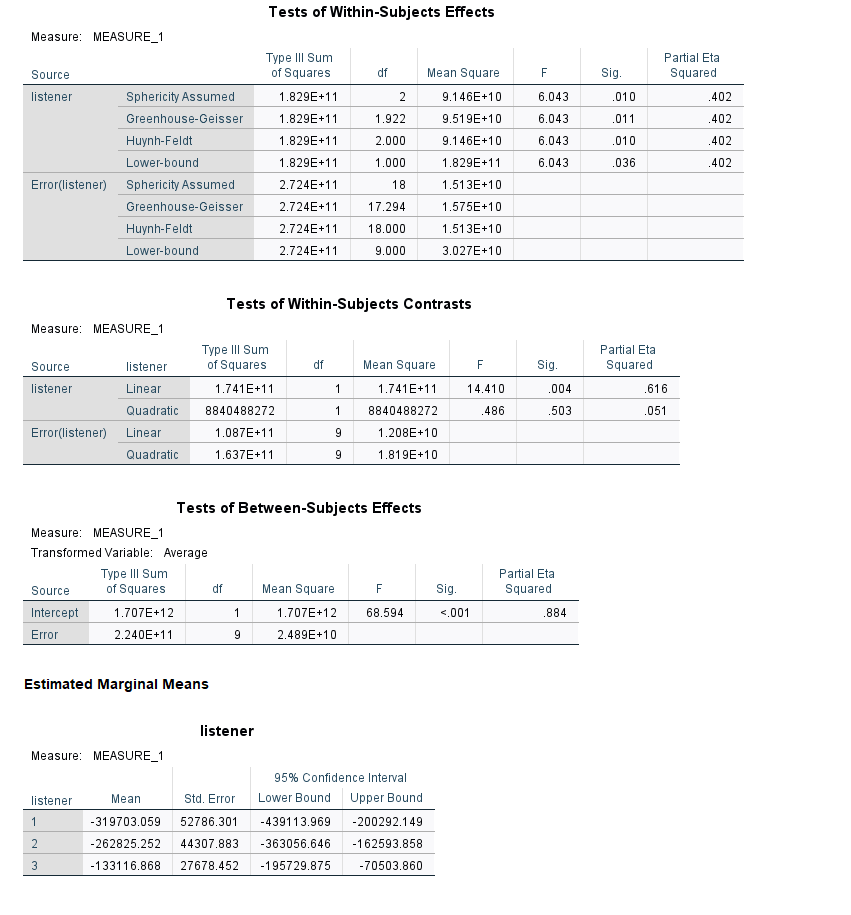 Tests of Within-Subjects Effects
Measure: MEASURE_1
Source Type III Sum of Squares df Mean Square F Sig. Partial Eta Squared
listener Sphericity Assumed 1.829E+11 2 9.146E+10 6.043 .010 .402
Greenhouse-Geisser 1.829E+11 1.922 9.519E+10 6.043 .011 .402
Huynh-Feldt 1.829E+11 2.000 9.146E+10 6.043 .010 .402
Lower-bound 1.829E+11 1.000 1.829E+11 6.043 .036 .402
Error(listener) Sphericity Assumed 2.724E+11 18 1.513E+10
Greenhouse-Geisser 2.724E+11 17.294 1.575E+10
Huynh-Feldt 2.724E+11 18.000 1.513E+10
Lower-bound 2.724E+11 9.000 3.027E+10
Tests of Within-Subjects Contrasts
Measure: MEASURE_1
Source listener Type III Sum of Squares df Mean Square F Sig. Partial Eta Squared
listener Linear 1.741E+11 1 1.741E+11 14.410 .004 .616
Quadratic 8840488272 1 8840488272 .486 .503 .051
Error(listener) Linear 1.087E+11 9 1.208E+10
Quadratic 1.637E+11 9 1.819E+10
Tests of Between-Subjects Effects
Measure: MEASURE_1
Transformed Variable: Average
Source Type III Sum of Squares df Mean Square F Sig. Partial Eta Squared
Intercept 1.707E+12 1 1.707E+12 68.594 <.001 .884
Error 2.240E+11 9 2.489E+10
Estimated Marginal Means
listener
Measure: MEASURE_1
95% Confidence Interval
listener Mean Std. Error Lower Bound Upper Bound
1 -319703.059 52786.301 -439113.969 -200292.149
2 -262825.252 44307.883 -363056.646 -162593.858
3 -133116.868 27678.452 -195729.875 -70503.860